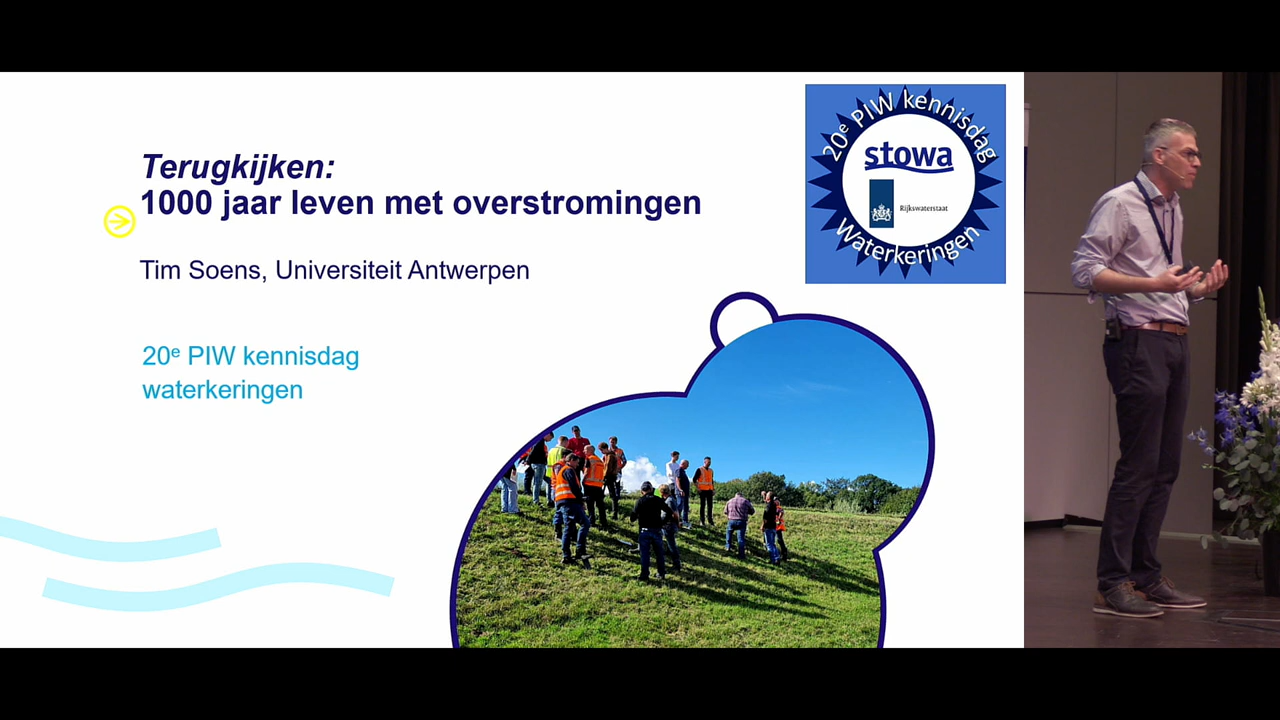 Terugkijken:
1000 jaar leven met overstromingen
Tim Soens, Universiteit Antwerpen
20e PIW kennisdag
waterkeringen
20e PIW kennisdag
stowa
Rijkswaterstaat
Waterkeringen